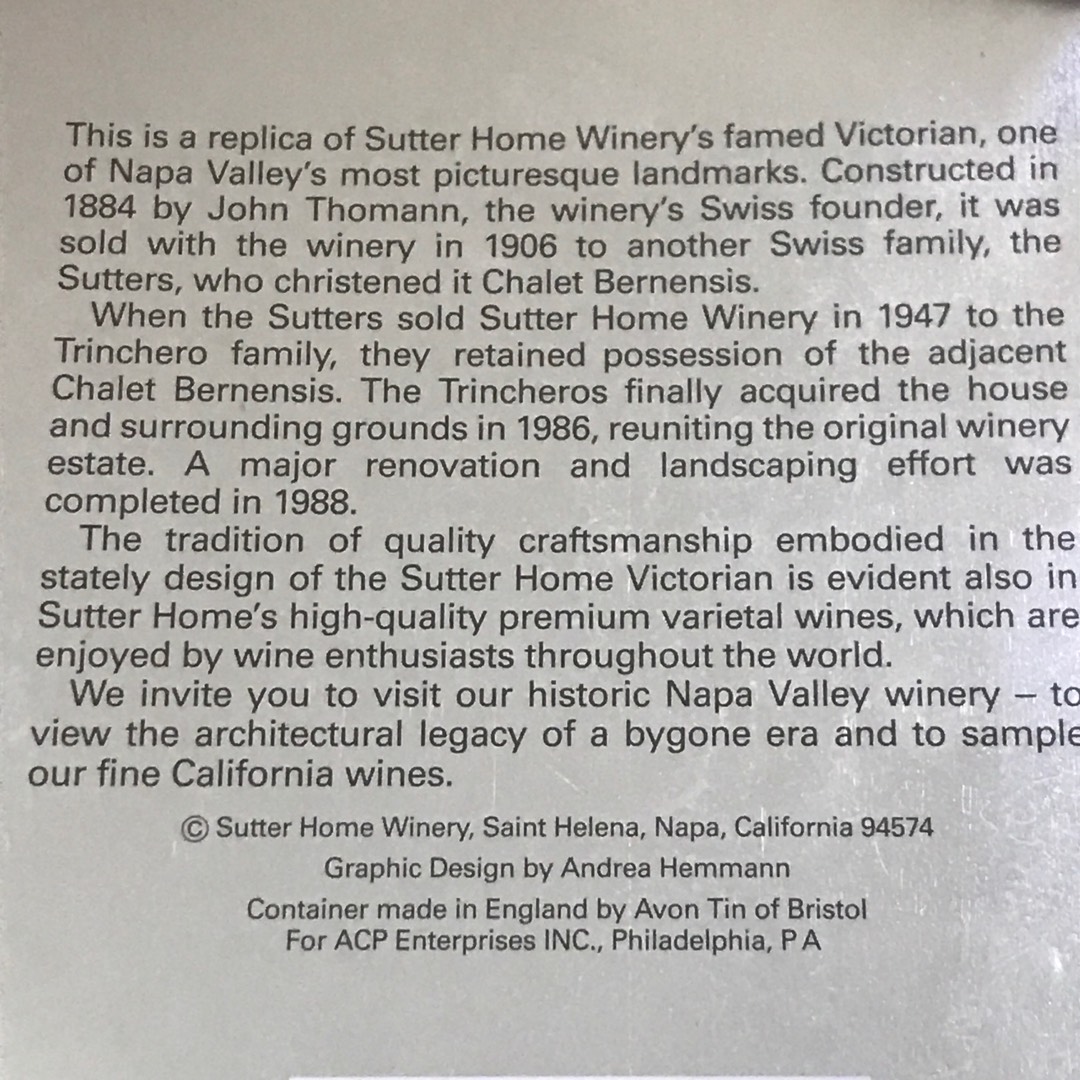 This is a replica of Sutter Home Winery's famed Victorian, one
of Napa Valley's most picturesque landmarks. Constructed in
1884 by John Thomann, the winery's Swiss founder, it was
sold with the winery in 1906 to another Swiss family, the
Sutters, who christened it Chalet Bernensis.
When the Sutters sold Sutter Home Winery in 1947 to the
Trinchero family, they retained possession of the adjacent
Chalet Bernensis. The Trincheros finally acquired the house
and surrounding grounds in 1986, reuniting the original winery
estate. A major renovation and landscaping effort was
completed in 1988.
The tradition of quality craftsmanship embodied in the
stately design of the Sutter Home Victorian is evident also in
Sutter Home's high-quality premium varietal wines, which are
enjoyed by wine enthusiasts throughout the world.
We invite you to visit our historic Napa Valley winery – to
view the architectural legacy of a bygone era and to sample
our fine California wines.
© Sutter Home Winery, Saint Helena, Napa, California 94574
Graphic Design by Andrea Hemmann
Container made in England by Avon Tin of Bristol
For ACP Enterprises INC., Philadelphia, P A